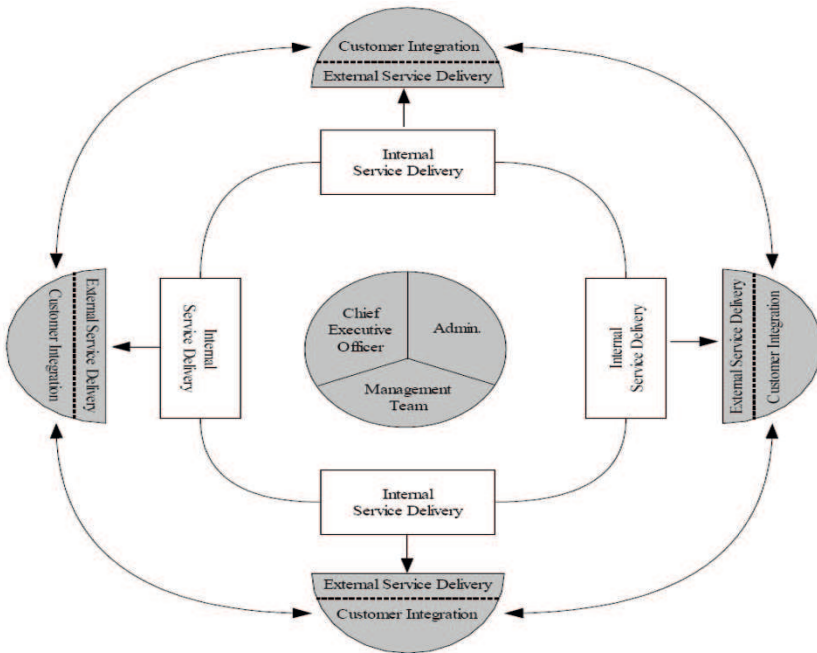 Customer Integration
External Service Delivery
Internal
Service Delivery
Customer Integration
External Service Delivery
Internal
Service Delivery
Chief
Executive
Officer
Admin.
Management
Team
Internal
Service Delivery
External Service Delivery
Customer Integration
Internal
Service Delivery
External Service Delivery
Customer Integration